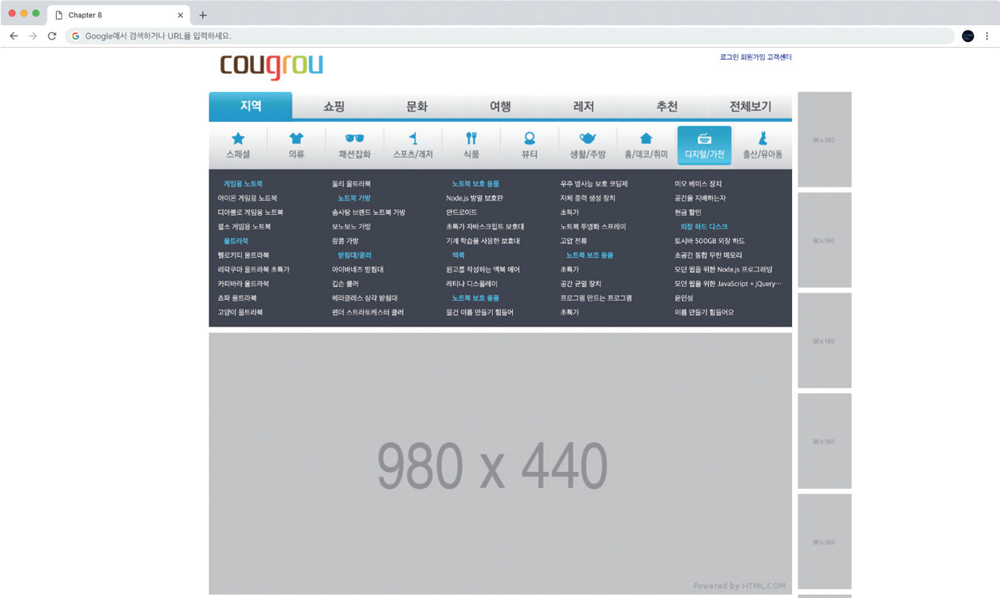 Chapter 8
Google에서 검색하거나 URL을 입력하세요.
cougrou
로그인 회원가입 고객센터
지역 쇼핑 문화 여행 레저 추천 전체보기
스페셜 의류 패션잡화 스포츠/레저 식품 뷰티 생활/주방 홈/데코/취미 디지털/가전 출산/유아동
게임용 노트북
아이온 게임용 노트북
디아블로 게임용 노트북
블소 게임용 노트북
울트라북
헬로키티 울트라북
리락쿠마 울트라북 초특가
카피바라 울트라북
쵸파 울트라북
고양이 울트라북
둘리 울트라북
노트북 가방
솜사탕 브랜드 노트북 가방
보노보노 가방
랑콤 가방
받침대/쿨러
아이바네즈 받침대
깁슨 쿨러
헤라클레스 삼각 받침대
펜더 스트라토캐스터 쿨러
노트북 보호 용품
Node.js 방열 보호판
안드로이드
초특가 자바스크립트 보호대
기계 학습을 사용한 보호대
맥북
원고를 작성하는 맥북 에어
레티나 디스플레이
노트북 보호 용품
물건 이름 만들기 힘들어
우주 방사능 보호 코딩제
자체 중력 생성 장치
초특가
노트북 투명화 스프레이
고압 전류
노트북 보조 용품
초특가
공간 균열 장치
프로그램 만드는 프로그램
초특가
미오 베이스 장치
공간을 지배하는자
현금 할인
외장 하드 디스크
토시바 500GB 외장 하드
초공간 통합 무한 메모리
모던 웹을 위한 Node.js 프로그래밍
모던 웹을 위한 JavaScript + jQuery…
윤인성
이름 만들기 힘들어요
980 x 440
Powered by HTML.COM
90 x 160
90 x 160
90 x 160
90 x 160
90 x 160